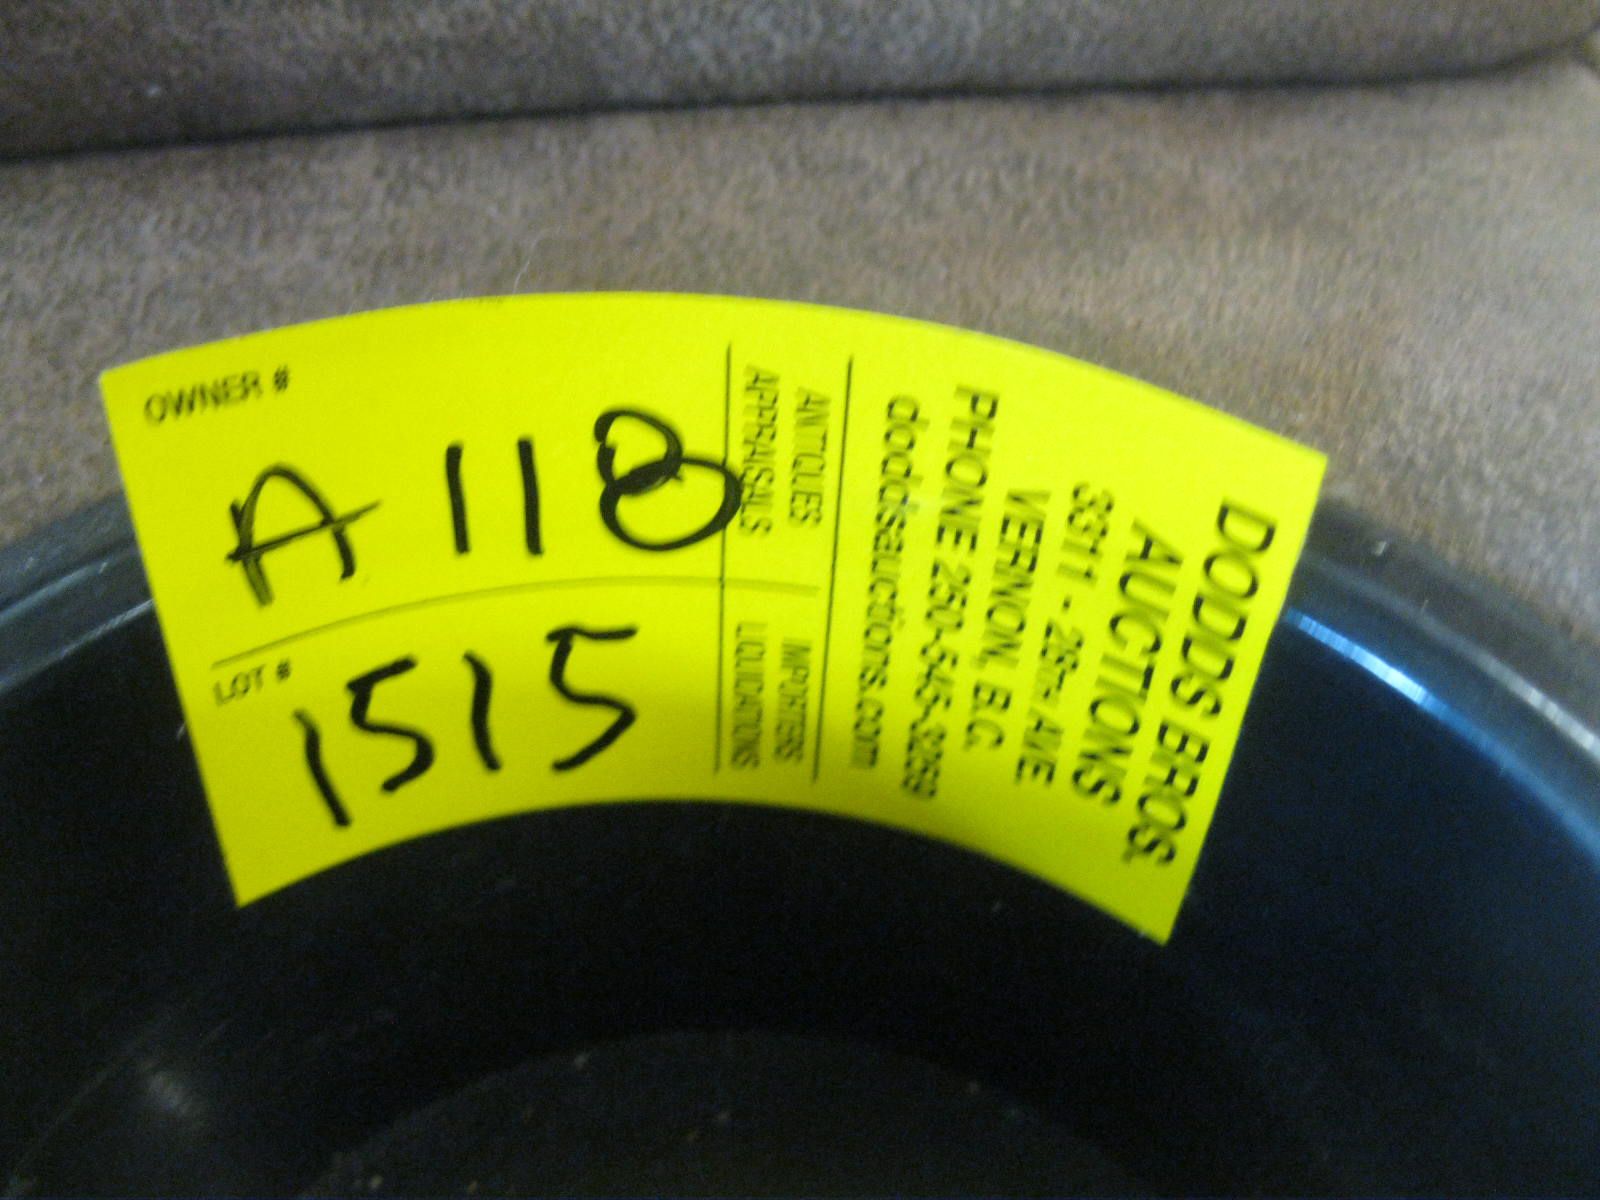 OWNER #
A 118
LOT #
1515
ANTIQUES
APPRAISALS
IMPORTERS
LIQUIDATIONS
DODDS BROS.
AUCTIONS
3311 - 28TH AVE
VERNON, B.C.
PHONE 250-545-3259
doddsauctions.com